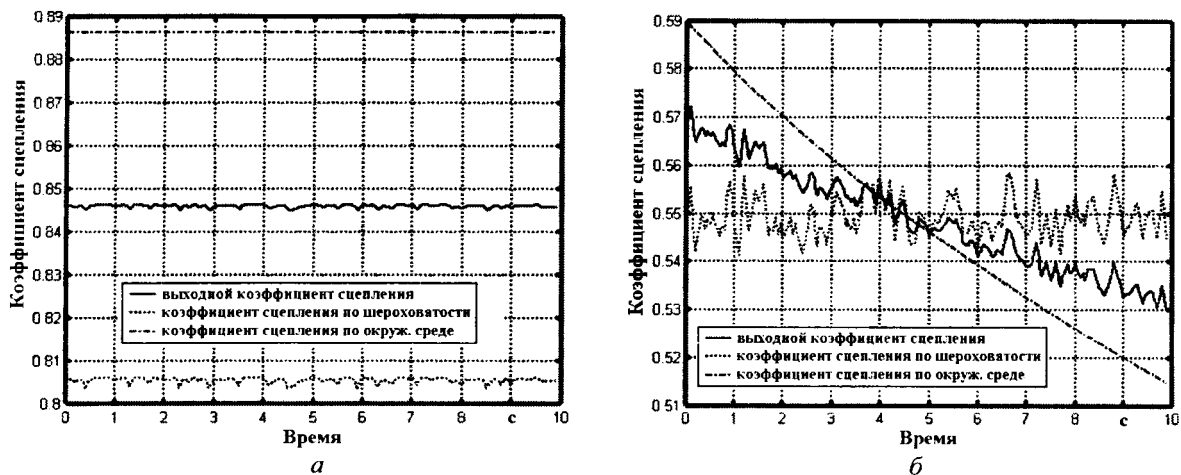 Коэффициент сцепления
0.89
0.88
0.87
0.86
0.85
0.84
0.83
0.82
0.81
0.8
выходной коэффициент сцепления
коэффициент сцепления по шероховатости
коэффициент сцепления по окруж. среде
0 1 2 3 4 5 6 7 8 с 10
Время
а
Коэффициент сцепления
0.59
0.58
0.57
0.56
0.55
0.54
0.53
0.52
0.51
выходной коэффициент сцепления
коэффициент сцепления по шероховатости
коэффициент сцепления по окруж. среде
0 1 2 3 4 5 6 7 8 с 10
Время
б